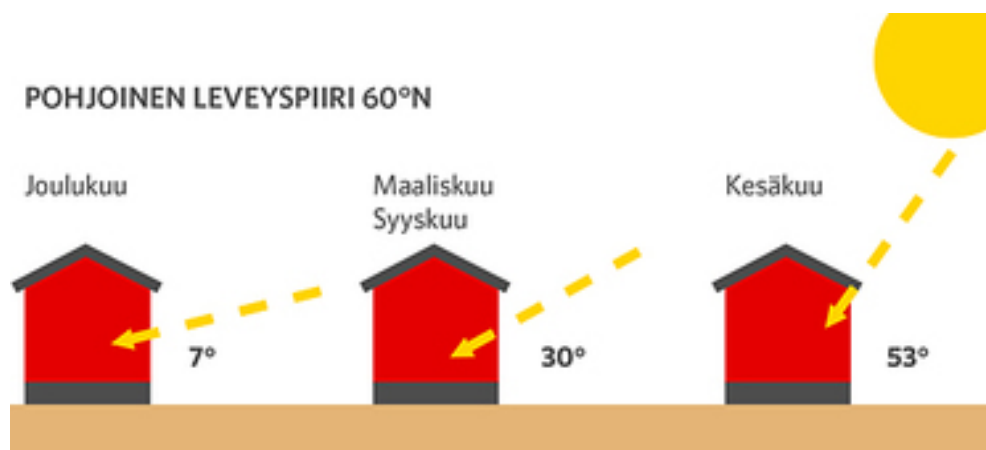 POHJOINEN LEVEYSPIIRI 60°N
Joulukuu
Maaliskuu
Syyskuu
Kesäkuu
7°
30°
53°